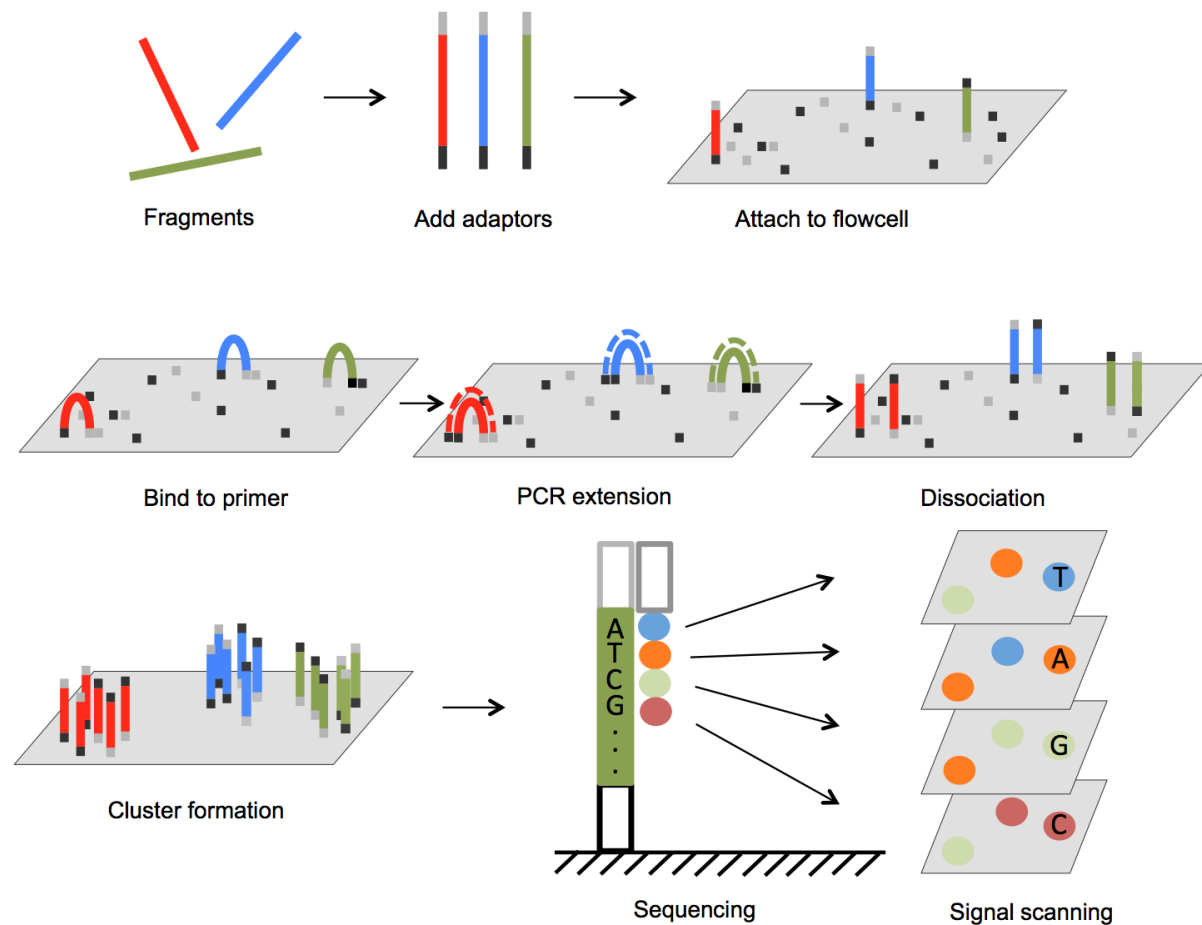 Fragments
Add adaptors
Attach to flowcell
Bind to primer
PCR extension
Dissociation
Cluster formation
A
T
C
G
.
.
.
Sequencing
T
A
G
C
Signal scanning